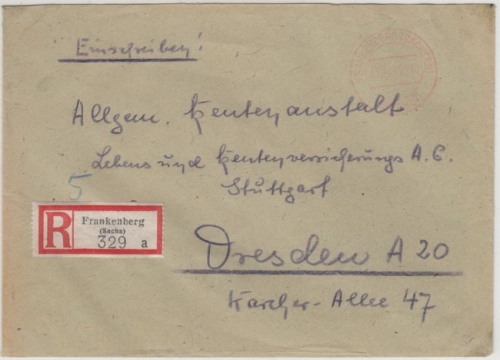 Einschreiben!
Allgem. Rentenanstalt
Lebens und Rentenversicherungs A.G.
Stuttgart
5
R
Frankenberg
(Sachs)
329 a
Dresden A 20
Karcher-Allee 47